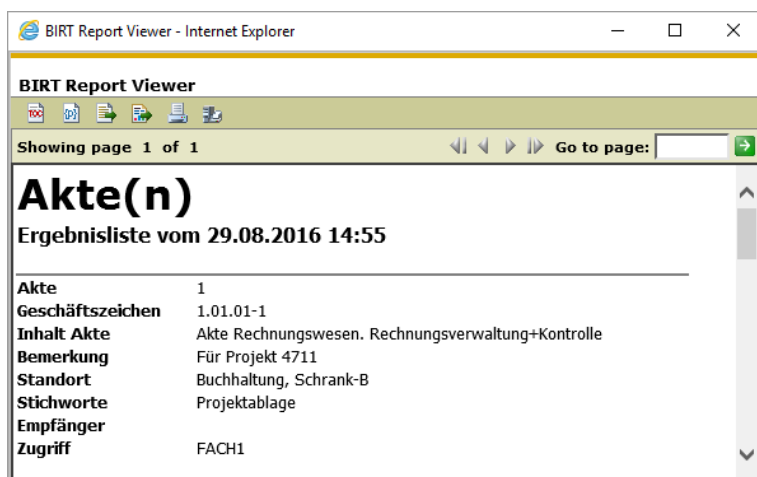 BIRT Report Viewer - Internet Explorer
BIRT Report Viewer
TOC
Showing page 1 of 1 Go to page:
Akte(n)
Ergebnisliste vom 29.08.2016 14:55
Akte 1
Geschäftszeichen 1.01.01-1
Inhalt Akte Akte Rechnungswesen. Rechnungsverwaltung+Kontrolle
Bemerkung Für Projekt 4711
Standort Buchhaltung, Schrank-B
Stichworte Projektablage
Empfänger
Zugriff FACH1